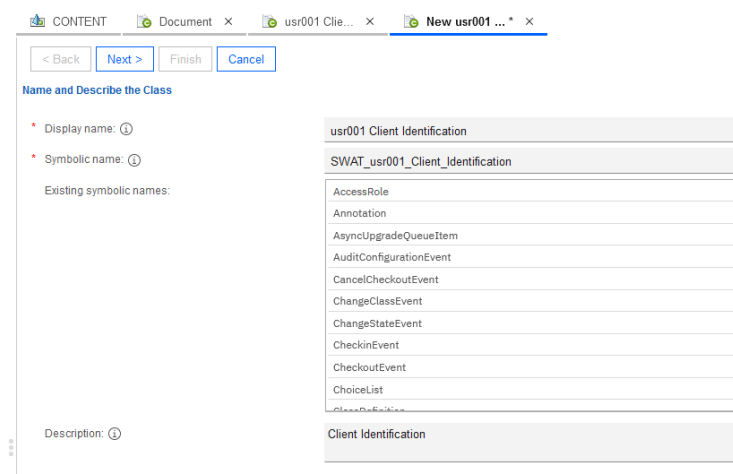 CONTENT Document × usr001 Clie... × New usr001 ... * ×
< Back Next > Finish Cancel
Name and Describe the Class
* Display name: usr001 Client Identification
* Symbolic name: SWAT_usr001_Client_Identification
Existing symbolic names:
AccessRole
Annotation
AsyncUpgradeQueueItem
AuditConfigurationEvent
CancelCheckoutEvent
ChangeClassEvent
ChangeStateEvent
CheckinEvent
CheckoutEvent
ChoiceList
ClassDefinition
Description: Client Identification